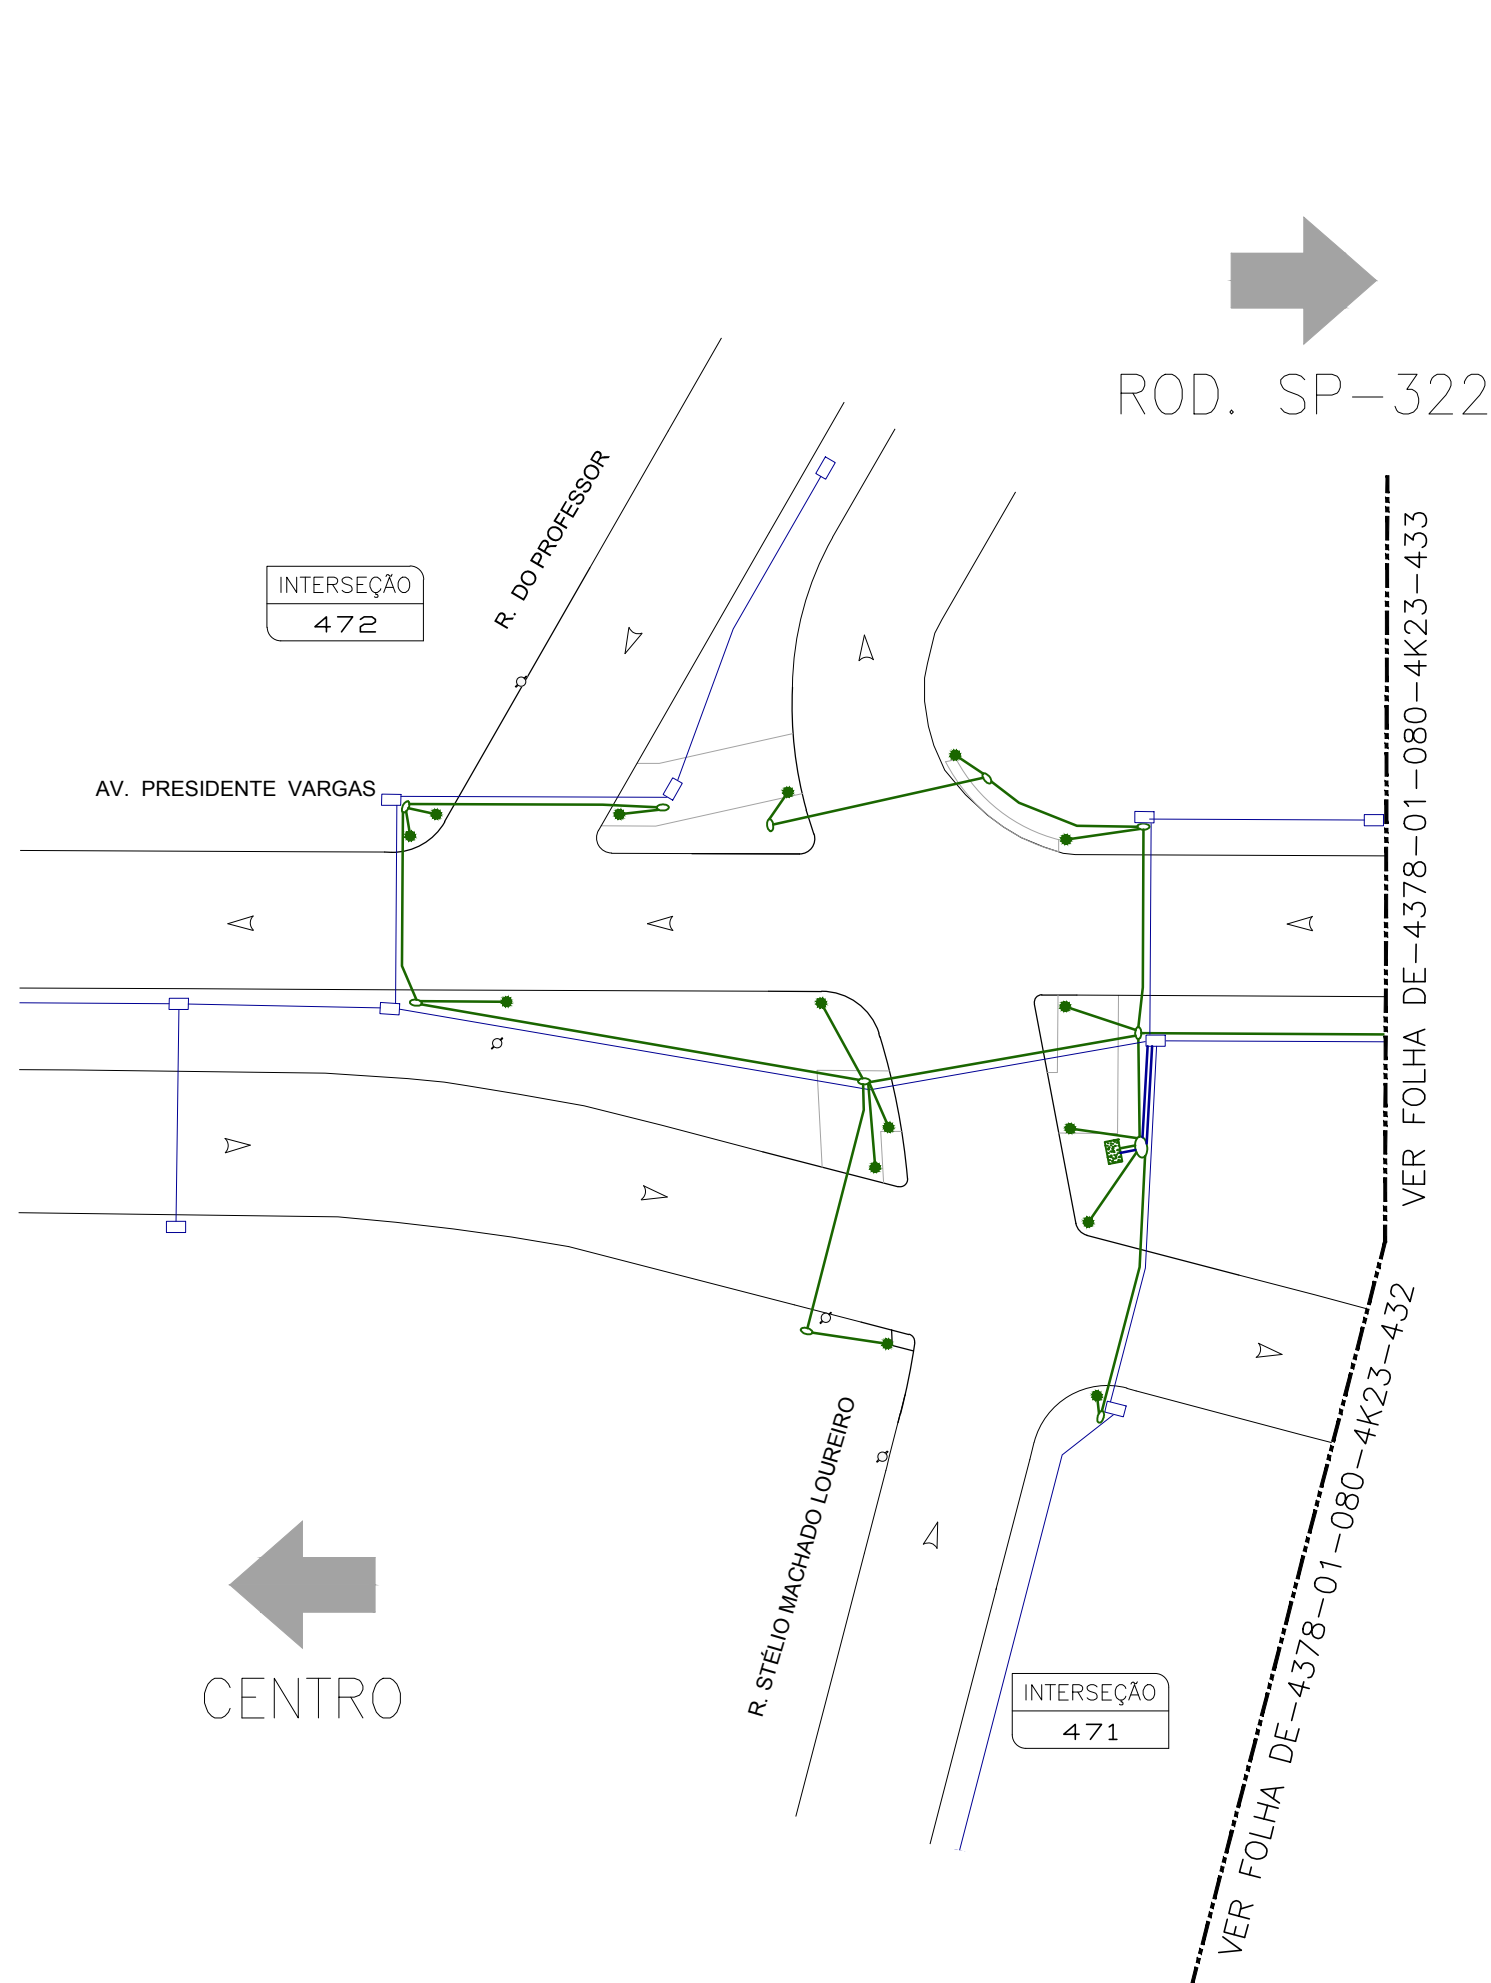 ROD. SP-322
R. DO PROFESSOR
INTERSEÇÃO
472
AV. PRESIDENTE VARGAS
VER FOLHA DE-4378-01-080-4K23-433
VER FOLHA DE-4378-01-080-4K23-432
R. STÉLIO MACHADO LOUREIRO
CENTRO
INTERSEÇÃO
471